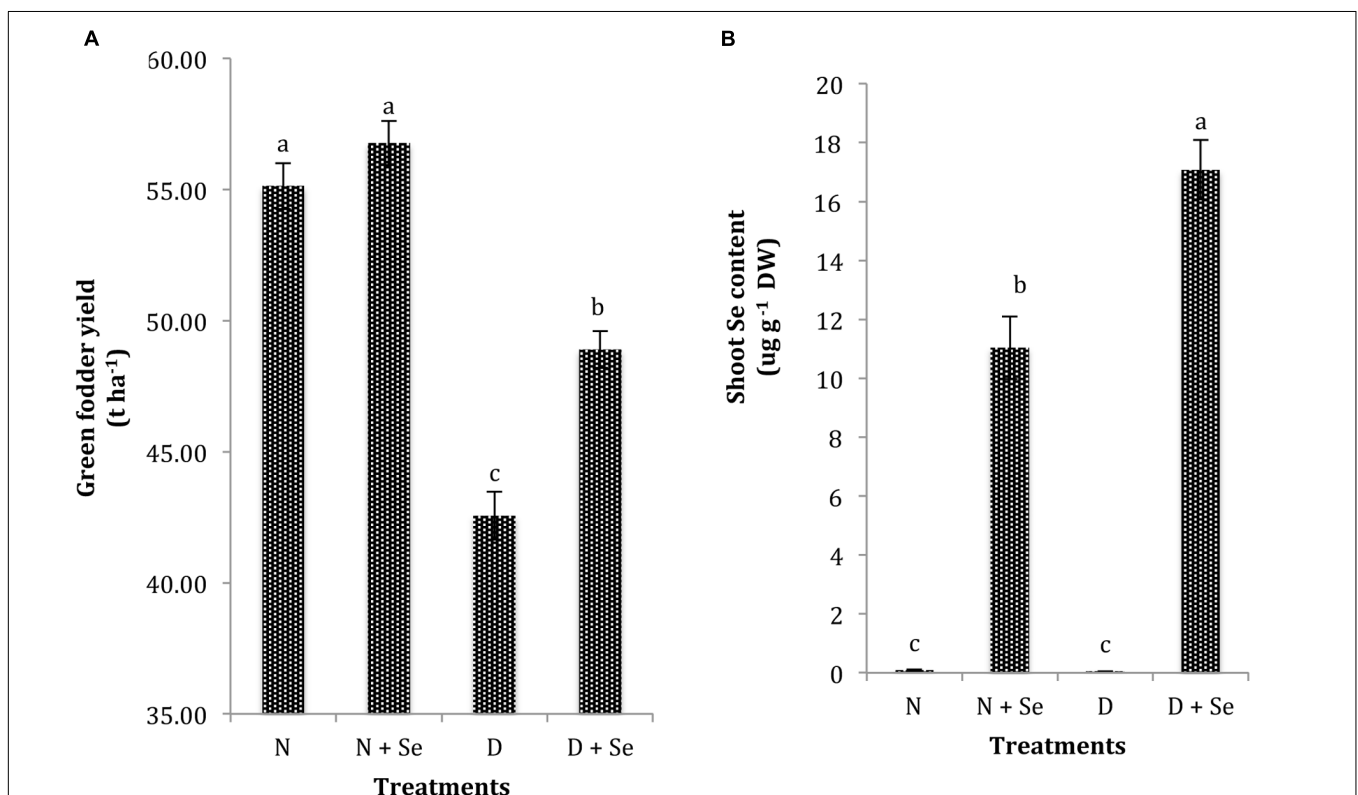 A
60.00
55.00
50.00
45.00
40.00
35.00
Green fodder yield
(t ha-1)
a
a
c
b
N
N + Se
D
D + Se
Treatments
B
20
18
16
14
12
10
8
6
4
2
0
Shoot Se content
(ug g -1 DW)
c
b
c
a
N
N + Se
D
D + Se
Treatments